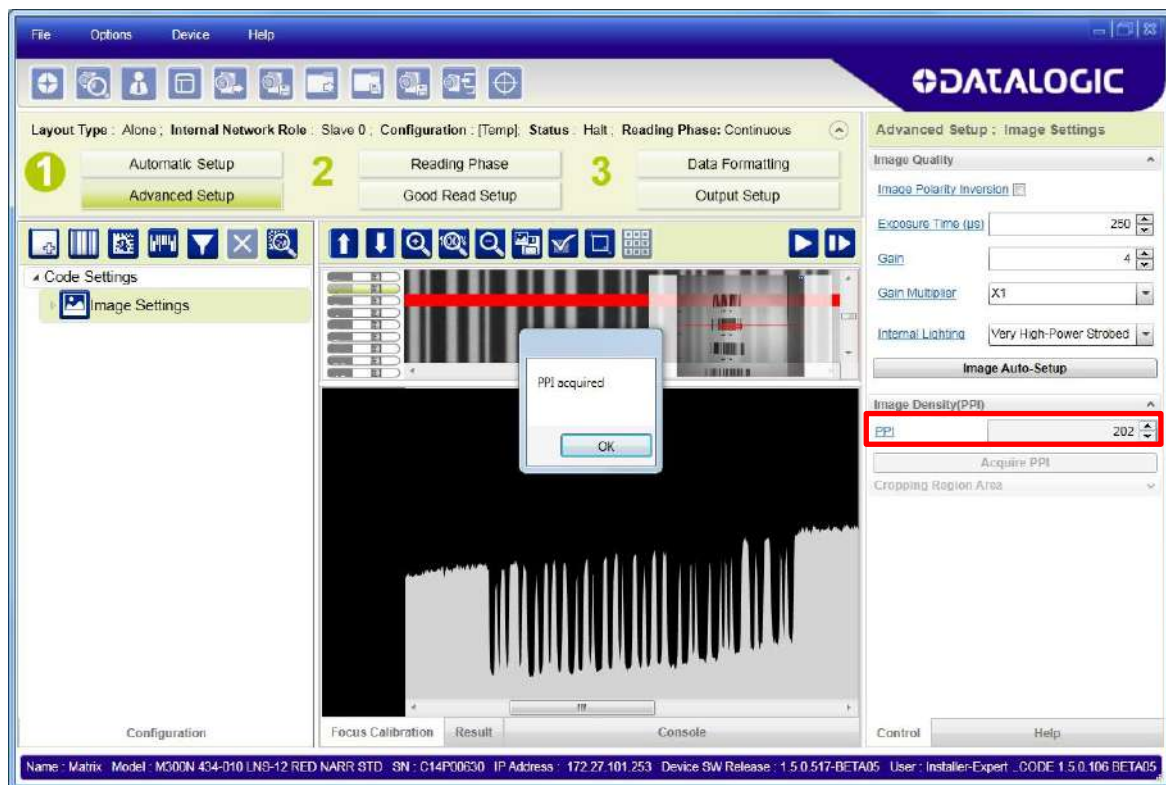 File Options Device Help
DATALOGIC
Layout Type : Alone ; Internal Network Role : Slave 0 ; Configuration : [Temp]; Status : Halt ; Reading Phase: Continuous
1 Automatic Setup 2 Reading Phase 3 Data Formatting
Advanced Setup Good Read Setup Output Setup
Advanced Setup : Image Settings
Image Quality
Image Polarity Inversion
Exposure Time (µs) 250
Gain 4
Gain Multiplier X1
Internal Lighting Very High-Power Strobed
Image Auto-Setup
Image Density(PPI)
PPI 202
Acquire PPI
Cropping Region Area
Code Settings
Image Settings
100%
PPI acquired
OK
Configuration
Focus Calibration Result Console
Control Help
Name : Matrix Model : M300N 434-010 LNS-12 RED NARR STD SN : C14P00630 IP Address : 172.27.101.253 Device SW Release : 1.5.0.517-BETA05 User : Installer-Expert _CODE 1.5.0.106 BETA05